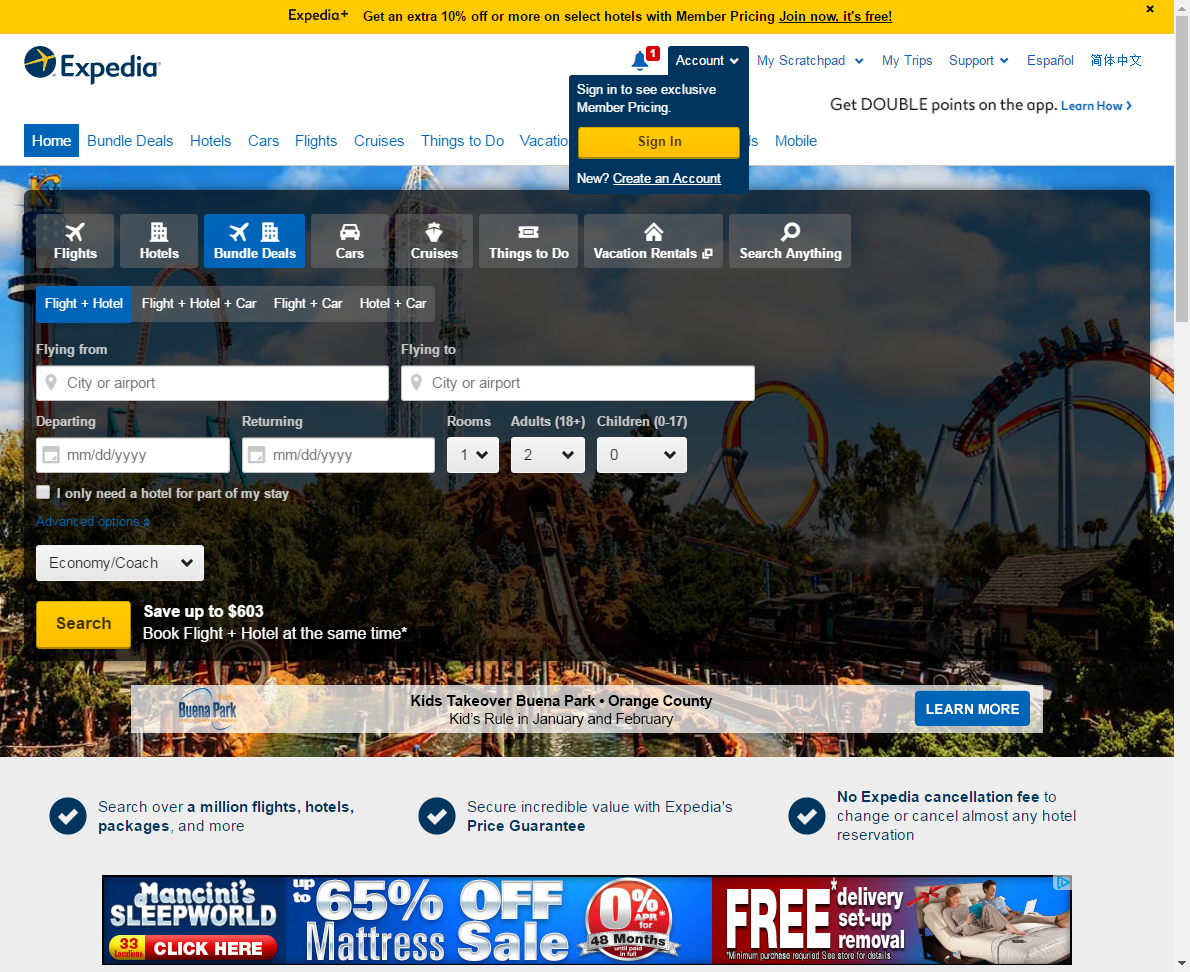 Expedia+ Get an extra 10% off or more on select hotels with Member Pricing Join now, it's free!
Expedia
1
Account
My Scratchpad
My Trips
Support
Español
简体中文
Sign in to see exclusive
Member Pricing.
Sign In
New? Create an Account
Get DOUBLE points on the app. Learn How
Home
Bundle Deals
Hotels
Cars
Flights
Cruises
Things to Do
Vacatio
ls
Mobile
Flights
Hotels
Bundle Deals
Cars
Cruises
Things to Do
Vacation Rentals
Search Anything
Flight + Hotel
Flight + Hotel + Car
Flight + Car
Hotel + Car
Flying from
Flying to
City or airport
City or airport
Departing
Returning
Rooms
Adults (18+)
Children (0-17)
mm/dd/yyyy
mm/dd/yyyy
1
2
0
I only need a hotel for part of my stay
Advanced options
Economy/Coach
Search
Save up to $603
Book Flight + Hotel at the same time*
Buena Park
Kids Takeover Buena Park • Orange County
Kid's Rule in January and February
LEARN MORE
Search over a million flights, hotels,
packages, and more
Secure incredible value with Expedia's
Price Guarantee
No Expedia cancellation fee to
change or cancel almost any hotel
reservation
Mancini's
SLEEPWORLD
33
Locations
CLICK HERE
up to 65% OFF
Mattress Sale
0%
APR*
for
48 Months
until paid
in full
FREE*
delivery
set-up
removal
*Minimum purchase required See store for details